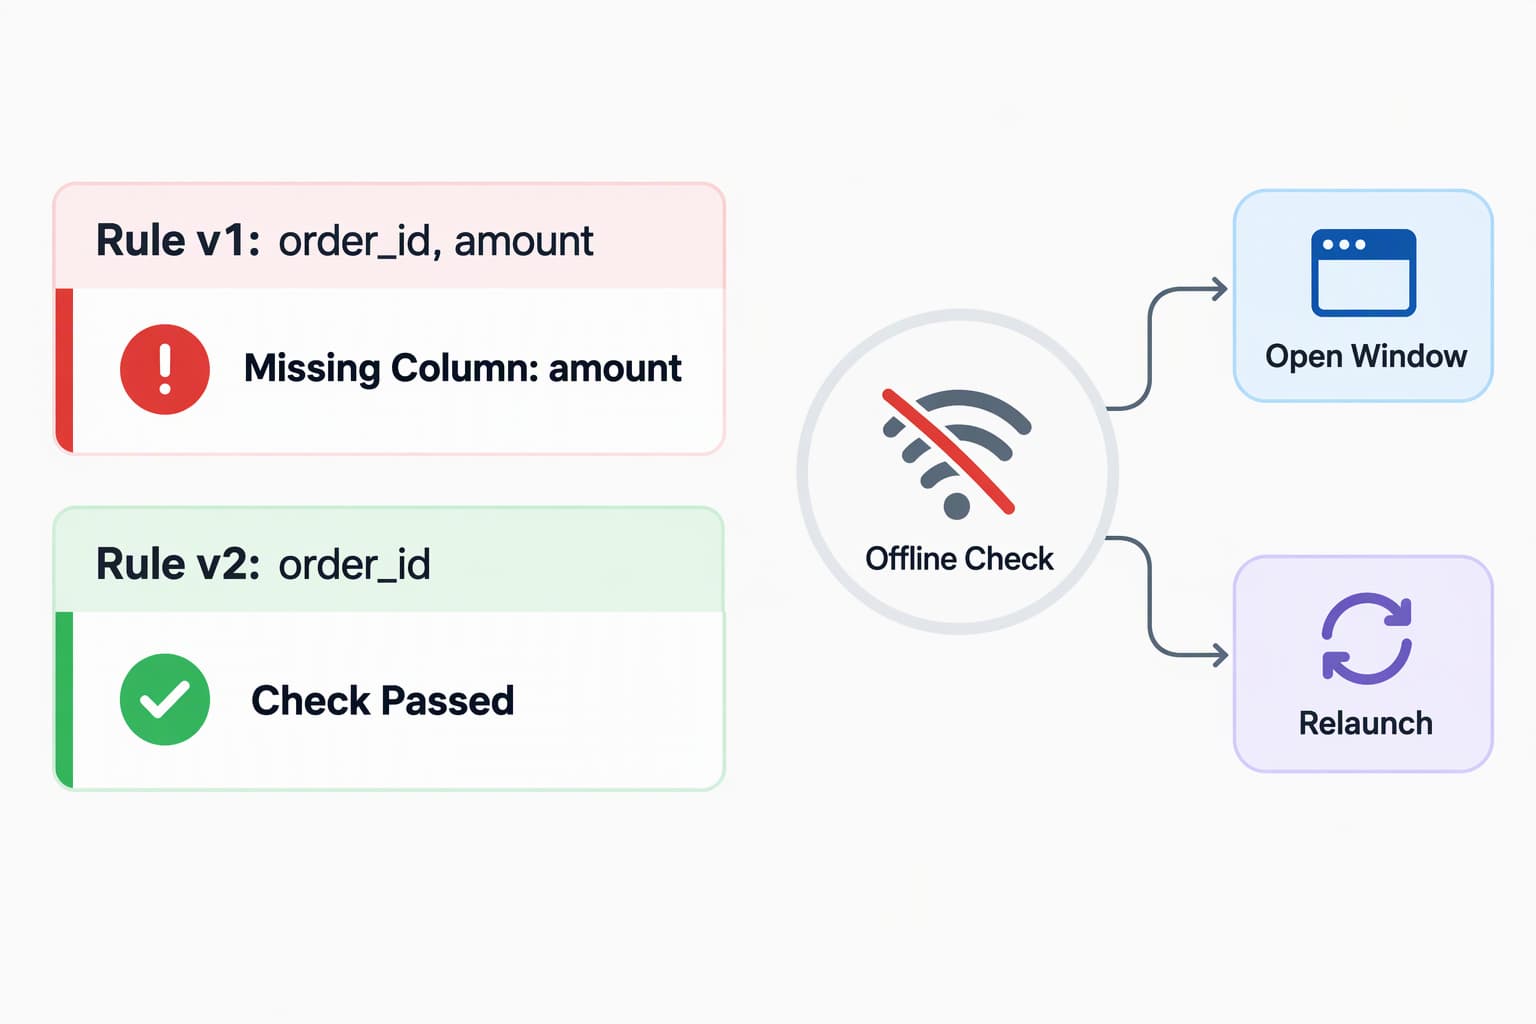 Rule v1: order_id, amount
Missing Column: amount
Rule v2: order_id
Check Passed
Offline Check
Open Window
Relaunch